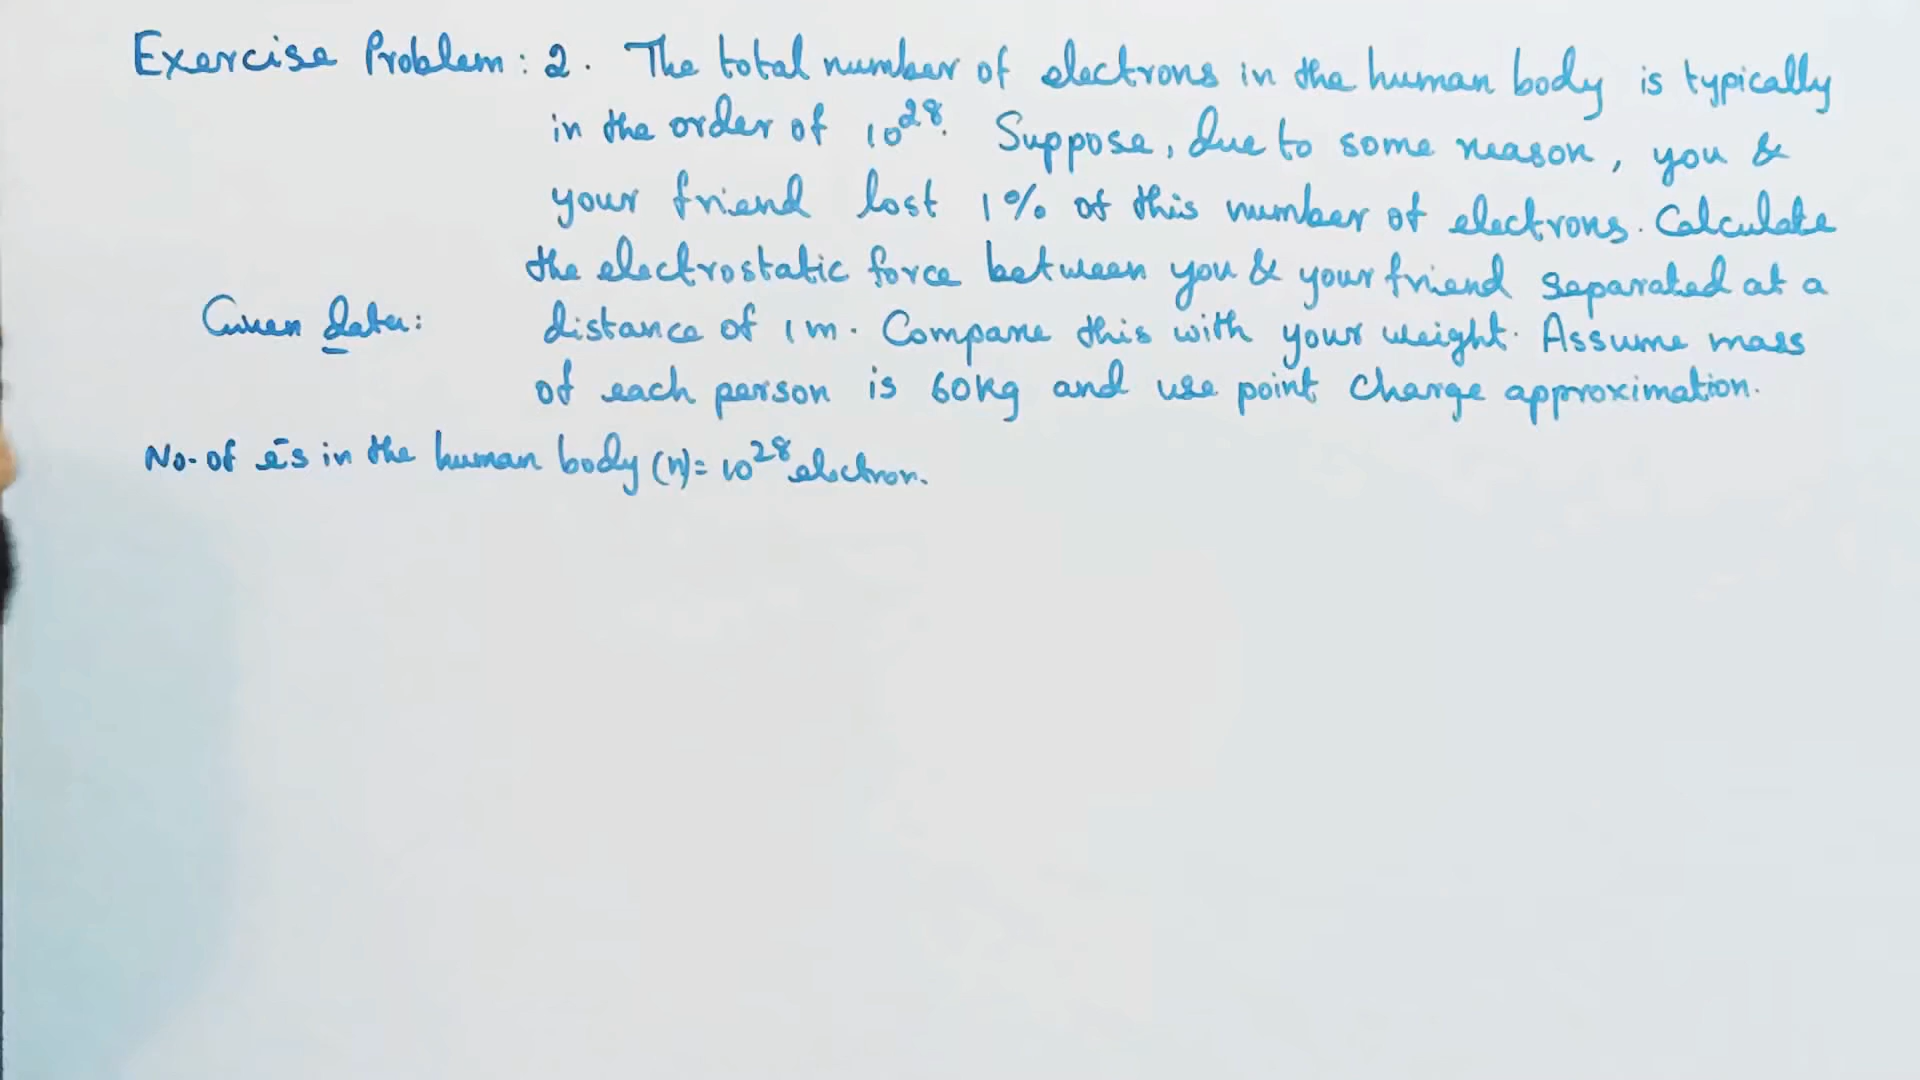 Exercise Problem: 2. The total number of electrons in the human body is typically
in the order of 10²⁸. Suppose, due to some reason, you &
your friend lost 1% of this number of electrons. Calculate
the electrostatic force between you & your friend separated at a
Given data: distance of 1m. Compare this with your weight. Assume mass
of each person is 60kg and use point charge approximation.
No. of e⁻s in the human body (n) = 10²⁸ electron.